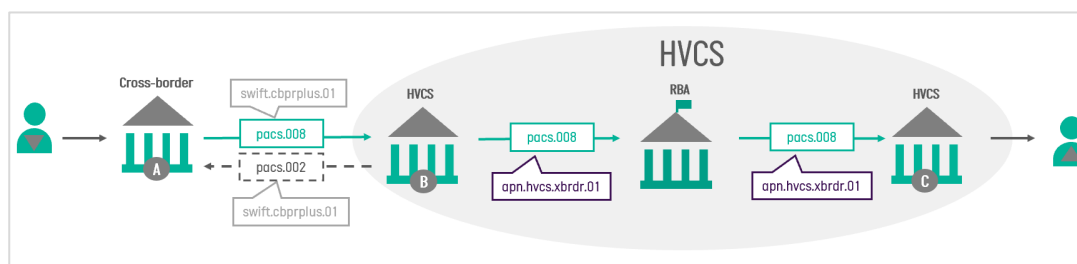 HVCS
Cross-border
swift.cbprplus.01
HVCS
RBA
HVCS
pacs.008
pacs.008
pacs.008
pacs.002
A
B
C
apn.hvcs.xbrdr.01
apn.hvcs.xbrdr.01
swift.cbprplus.01